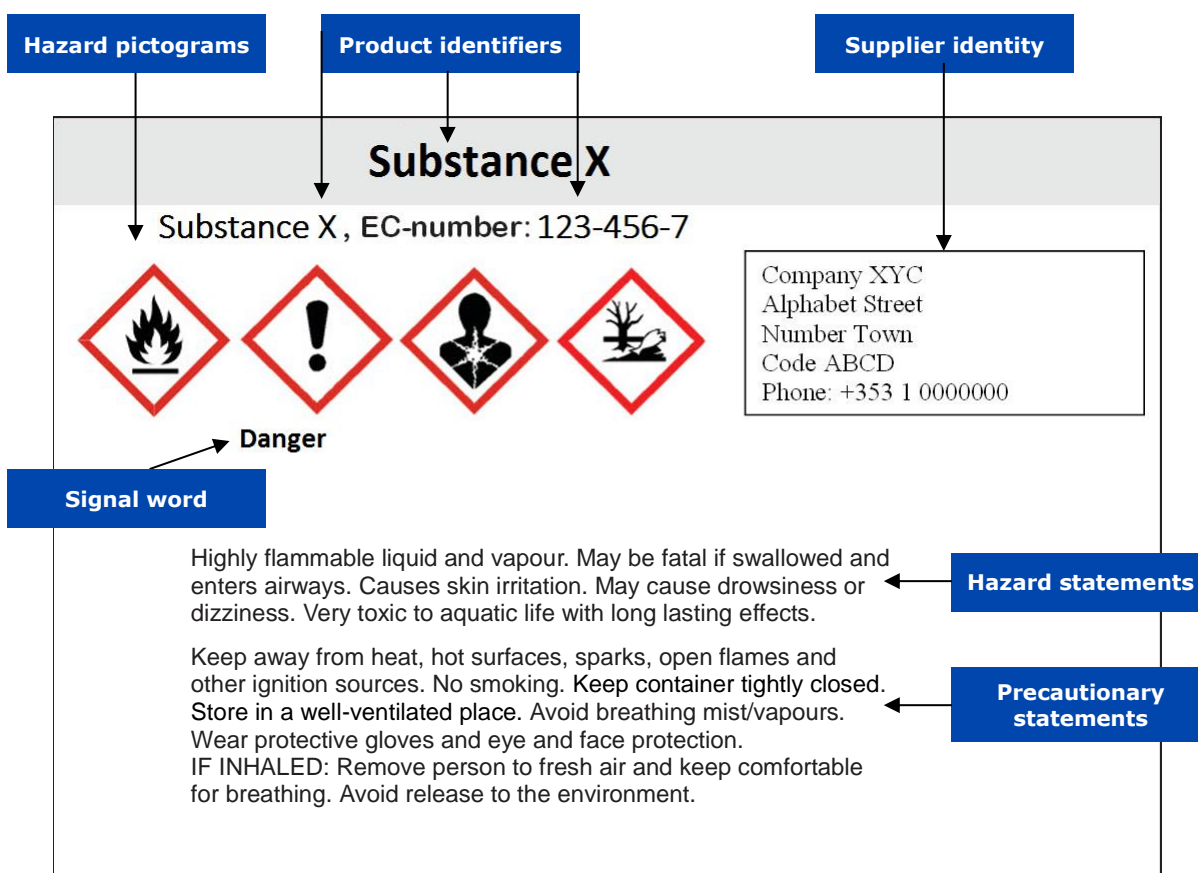 Hazard pictograms
Product identifiers
Supplier identity
Substance X
Substance X , EC-number: 123-456-7
Company XYC
Alphabet Street
Number Town
Code ABCD
Phone: +353 1 0000000
Danger
Signal word
Highly flammable liquid and vapour. May be fatal if swallowed and
enters airways. Causes skin irritation. May cause drowsiness or
dizziness. Very toxic to aquatic life with long lasting effects.
Hazard statements
Keep away from heat, hot surfaces, sparks, open flames and
other ignition sources. No smoking. Keep container tightly closed.
Store in a well-ventilated place. Avoid breathing mist/vapours.
Wear protective gloves and eye and face protection.
IF INHALED: Remove person to fresh air and keep comfortable
for breathing. Avoid release to the environment.
Precautionary
statements